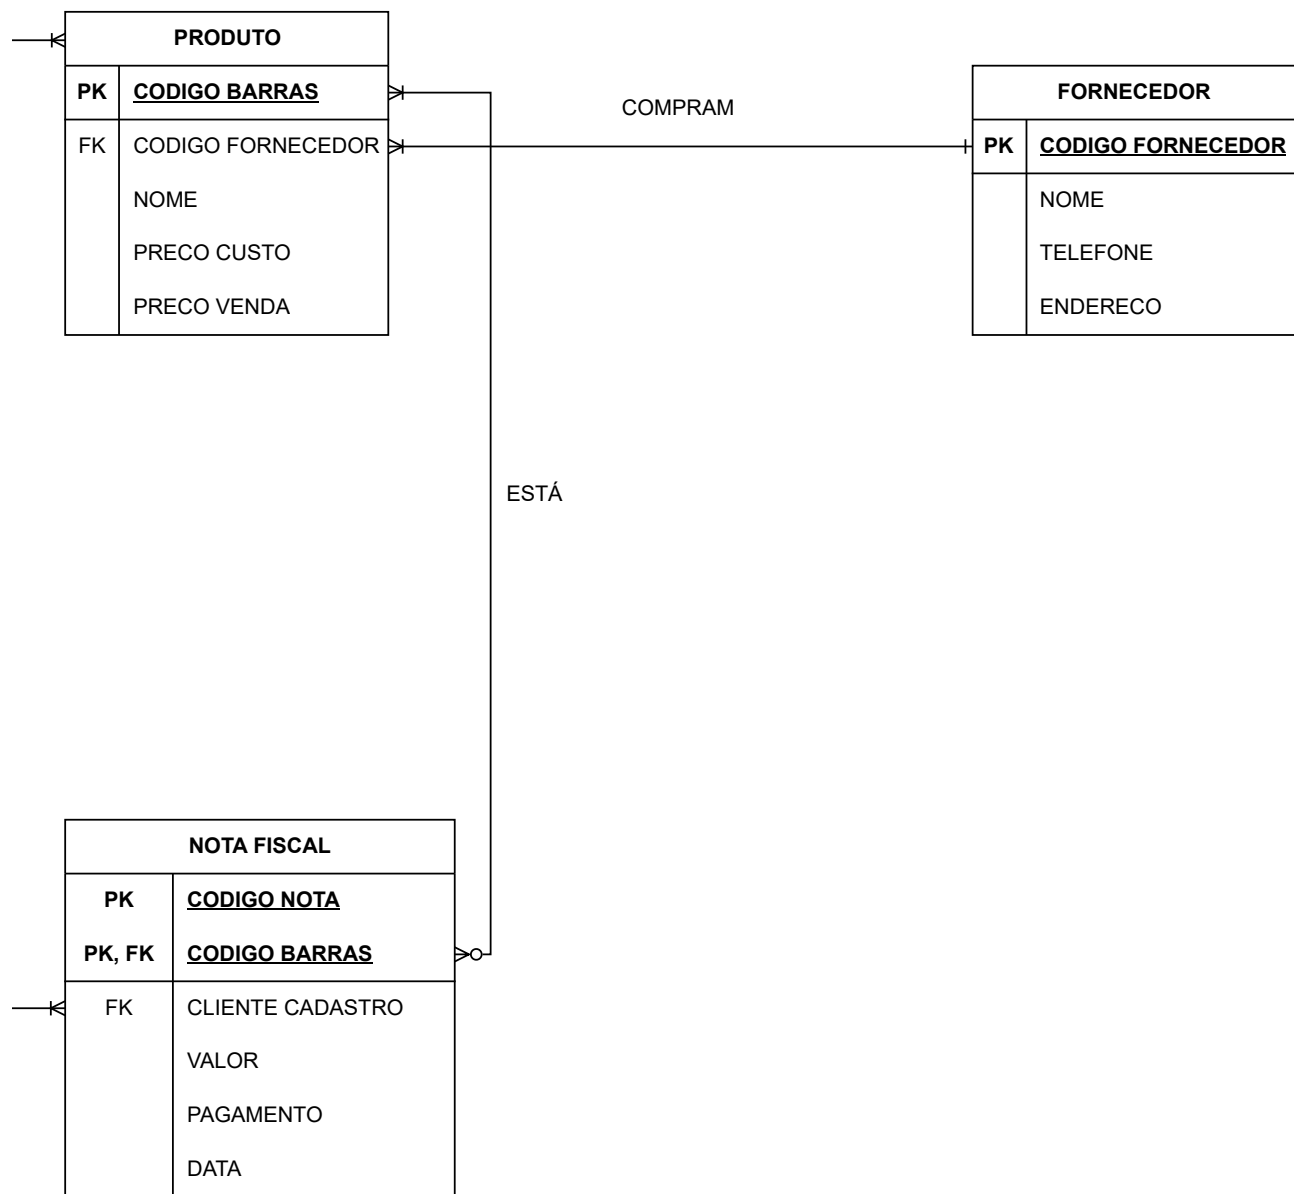 PRODUTO
PK CODIGO BARRAS
FK CODIGO FORNECEDOR
NOME
PRECO CUSTO
PRECO VENDA
COMPRAM
FORNECEDOR
PK CODIGO FORNECEDOR
NOME
TELEFONE
ENDERECO
ESTÁ
NOTA FISCAL
PK CODIGO NOTA
PK, FK CODIGO BARRAS
FK CLIENTE CADASTRO
VALOR
PAGAMENTO
DATA